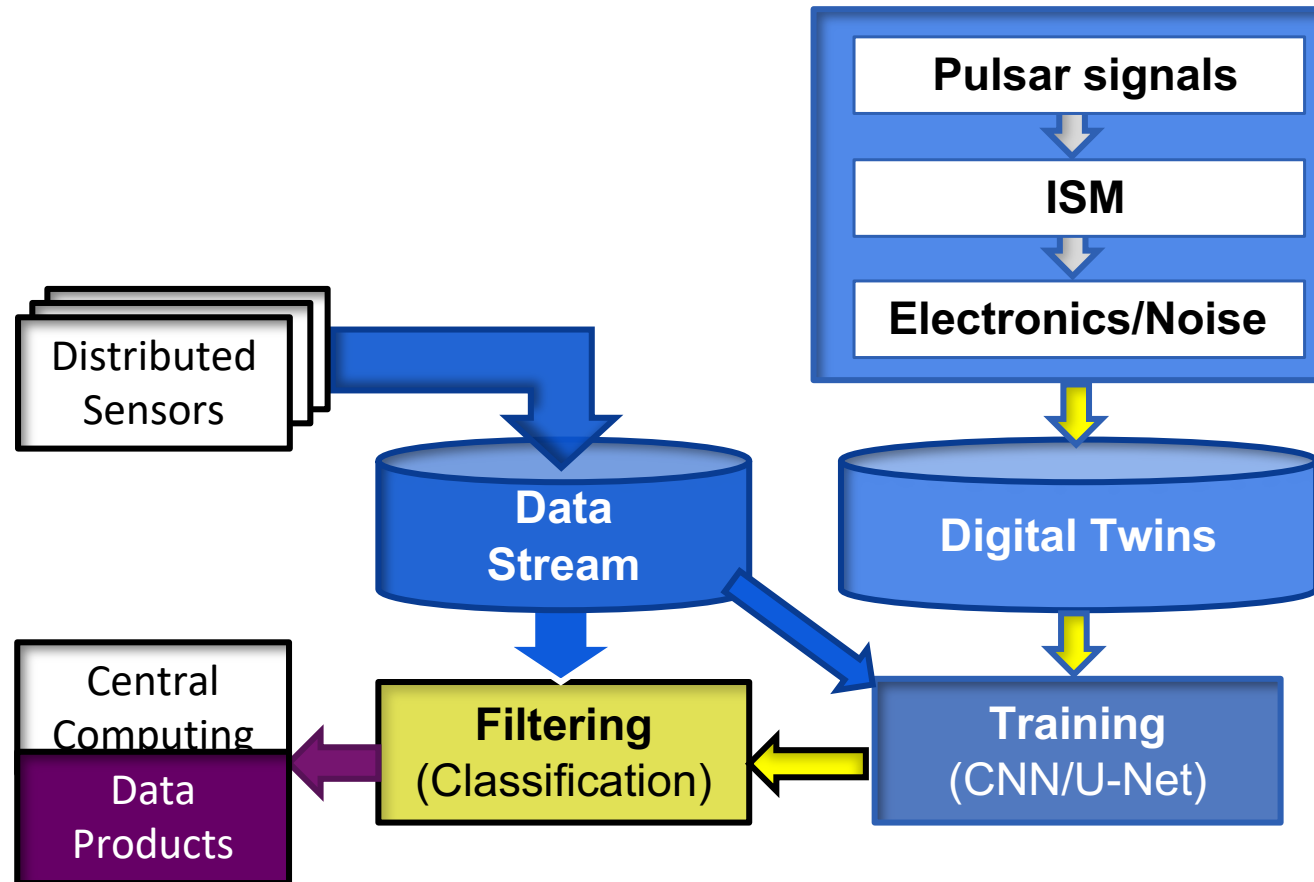 Pulsar signals
ISM
Electronics/Noise
Distributed
Sensors
Data
Stream
Digital Twins
Central
Computing
Data
Products
Filtering
(Classification)
Training
(CNN/U-Net)